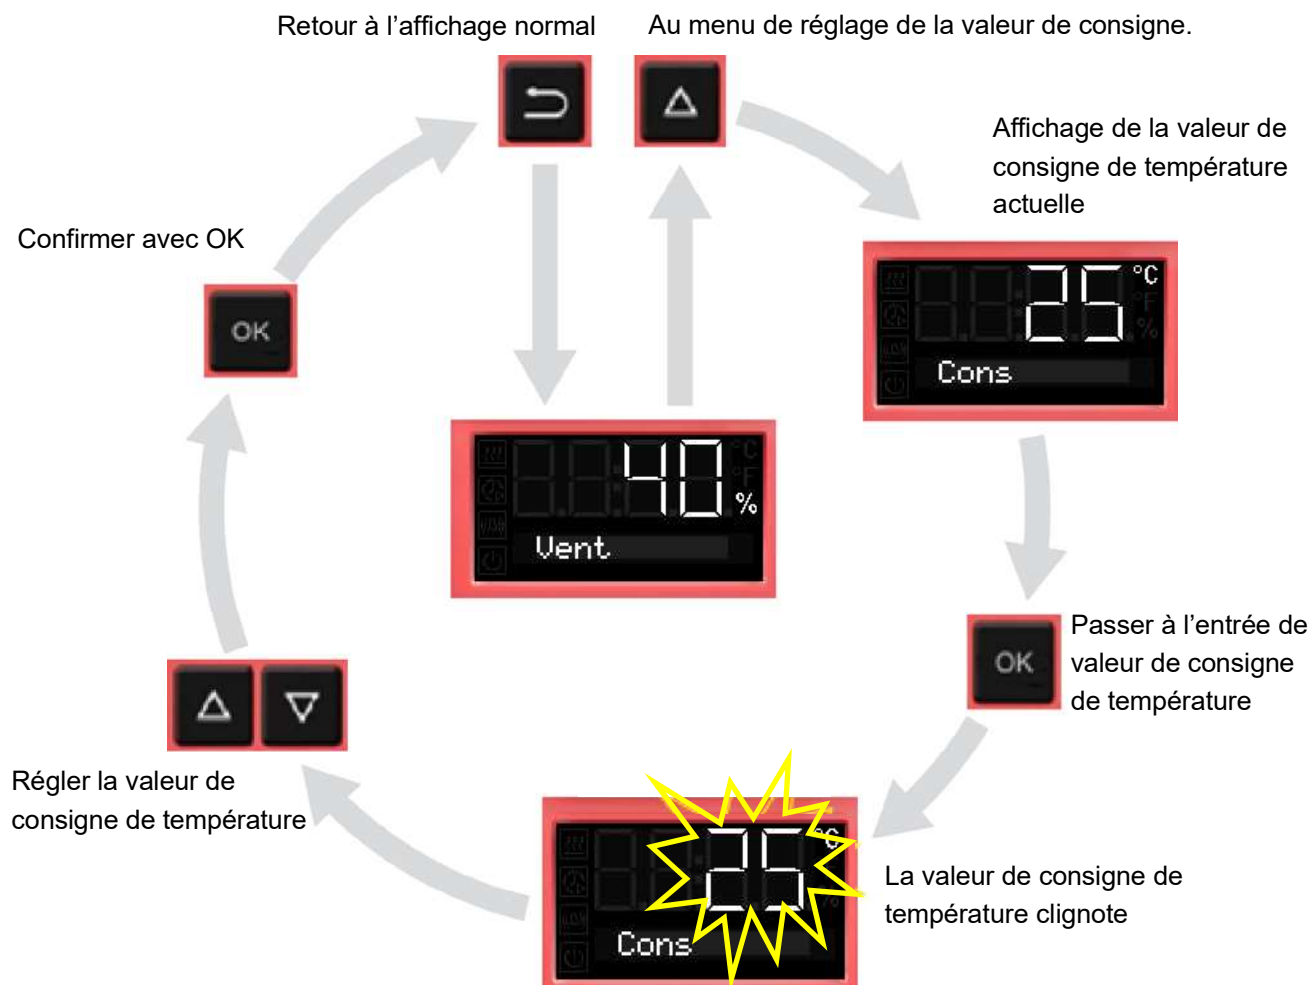 Retour à l’affichage normal
Au menu de réglage de la valeur de consigne.
Affichage de la valeur de
consigne de température
actuelle
Confirmer avec OK
OK
25 °C
°F
%
Cons
40 °C
°F
%
Vent
OK
Passer à l’entrée de
valeur de consigne
de température
Régler la valeur de
consigne de température
25 °C
%
Cons
La valeur de consigne de
température clignote